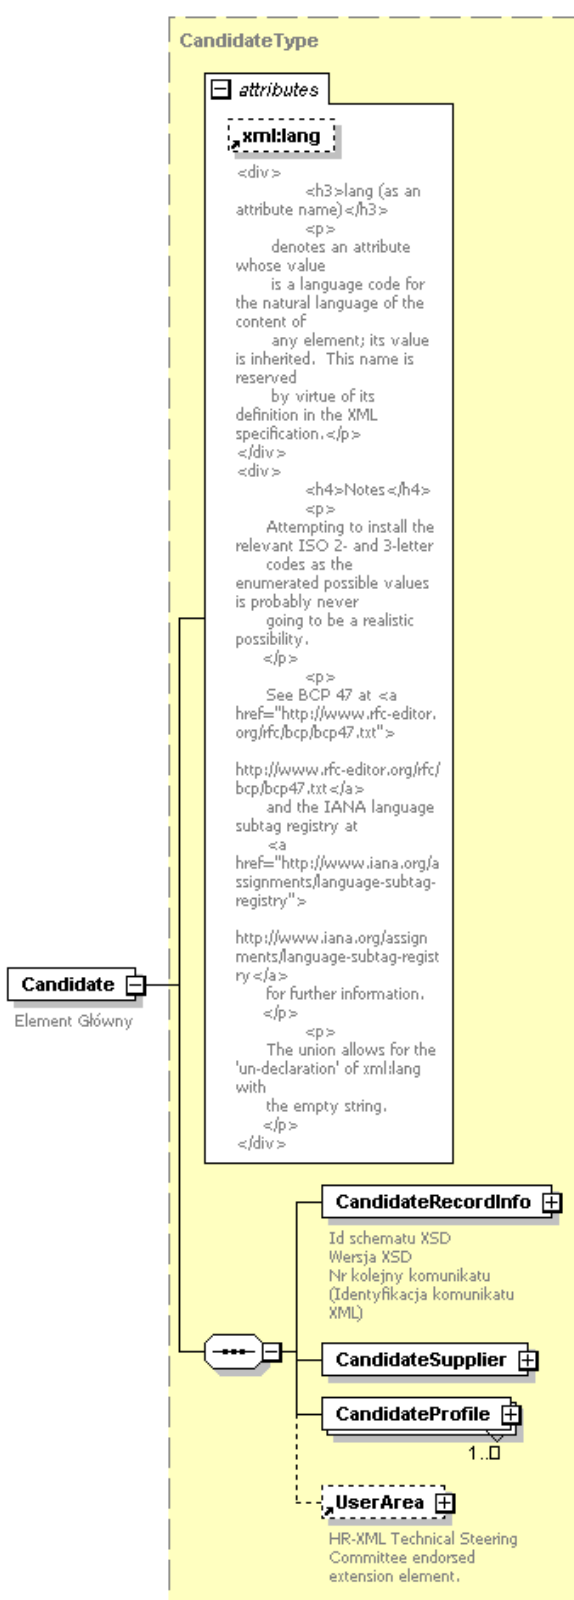 CandidateType
attributes
xml:lang
<div>
<h3>lang (as an
attribute name)</h3>
<p>
denotes an attribute
whose value
is a language code for
the natural language of the
content of
any element; its value
is inherited.  This name is
reserved
by virtue of its
definition in the XML
specification.</p>
</div>
<div>
<h4>Notes</h4>
<p>
Attempting to install the
relevant ISO 2- and 3-letter
codes as the
enumerated possible values
is probably never
going to be a realistic
possibility.
</p>
<p>
See BCP 47 at <a
href="http://www.rfc-editor.
org/rfc/bcp/bcp47.txt">
http://www.rfc-editor.org/rfc/
bcp/bcp47.txt</a>
and the IANA language
subtag registry at
<a
href="http://www.iana.org/a
ssignments/language-subtag-
registry">
http://www.iana.org/assign
ments/language-subtag-regist
ry</a>
for further information.
</p>
<p>
The union allows for the
'un-declaration' of xml:lang
with
the empty string.
</p>
</div>
Candidate
Element Główny
CandidateRecordInfo
Id schematu XSD
Wersja XSD
Nr kolejny komunikatu
(Identyfikacja komunikatu
XML)
CandidateSupplier
CandidateProfile
1..□
UserArea
HR-XML Technical Steering
Committee endorsed
extension element.